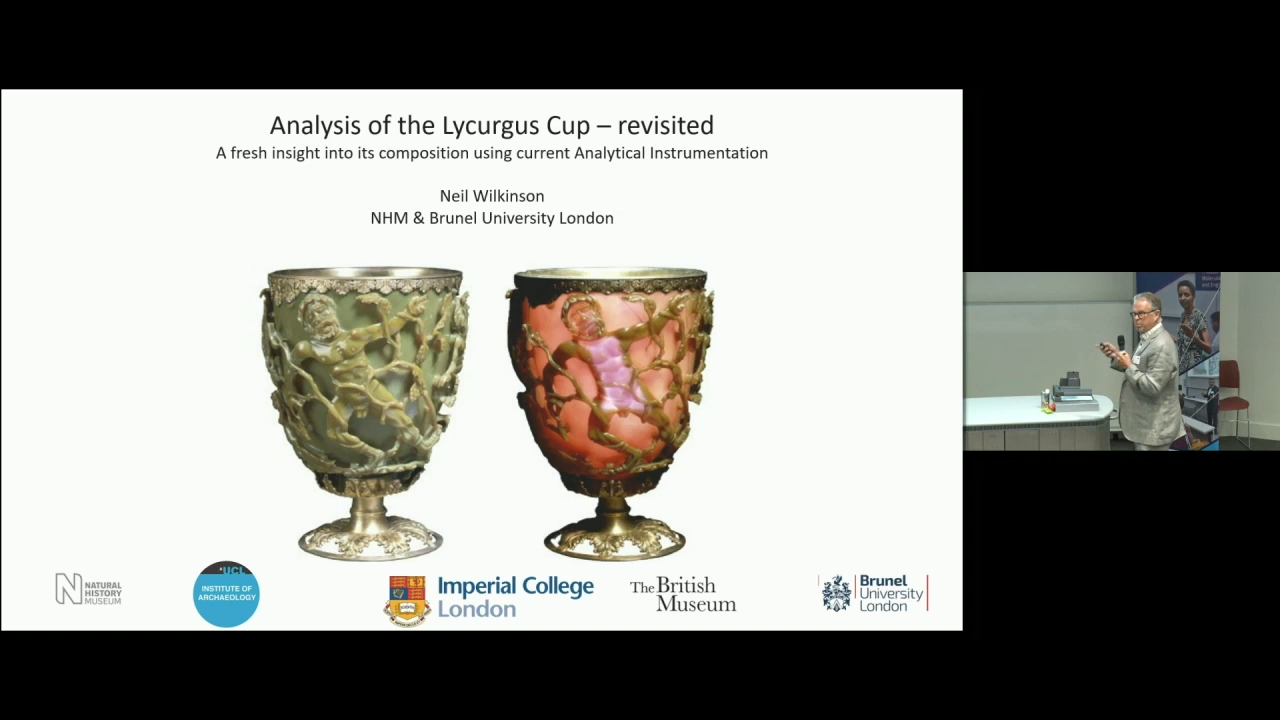 Analysis of the Lycurgus Cup – revisited
A fresh insight into its composition using current Analytical Instrumentation
Neil Wilkinson
NHM & Brunel University London
NATURAL
HISTORY
MUSEUM
UCL
INSTITUTE OF
ARCHAEOLOGY
Imperial College
London
The British
Museum
Brunel
University
London